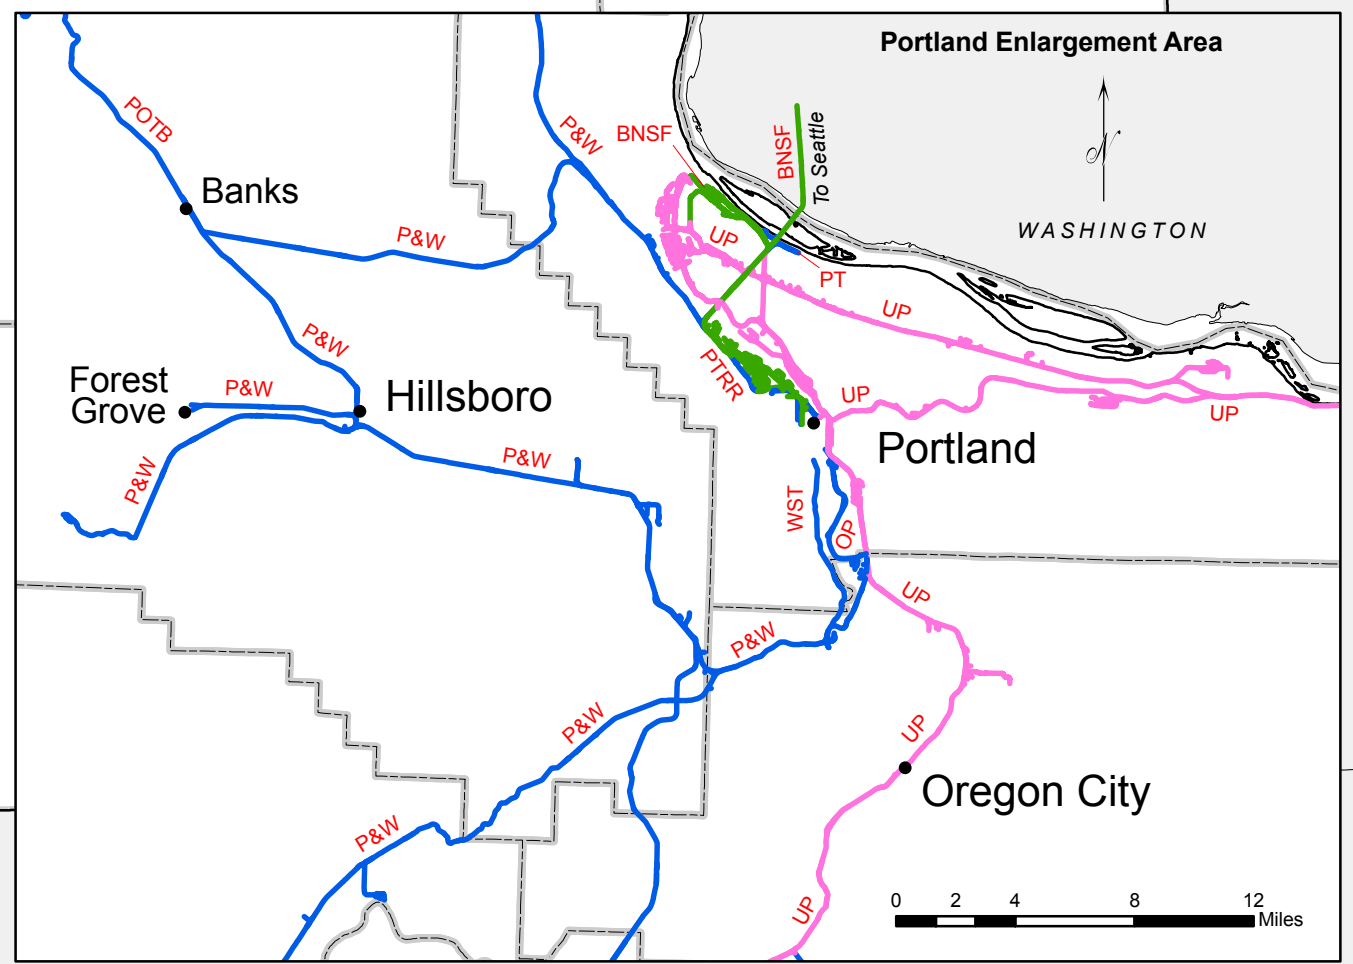 Portland Enlargement Area
N
WASHINGTON
POTB
P&W
BNSF
BNSF
To Seattle
Banks
P&W
UP
PT
UP
P&W
PTRR
Forest
Grove
P&W
Hillsboro
UP
UP
Portland
P&W
P&W
WST
OP
UP
P&W
P&W
UP
Oregon City
P&W
UP
0 2 4 8 12
Miles